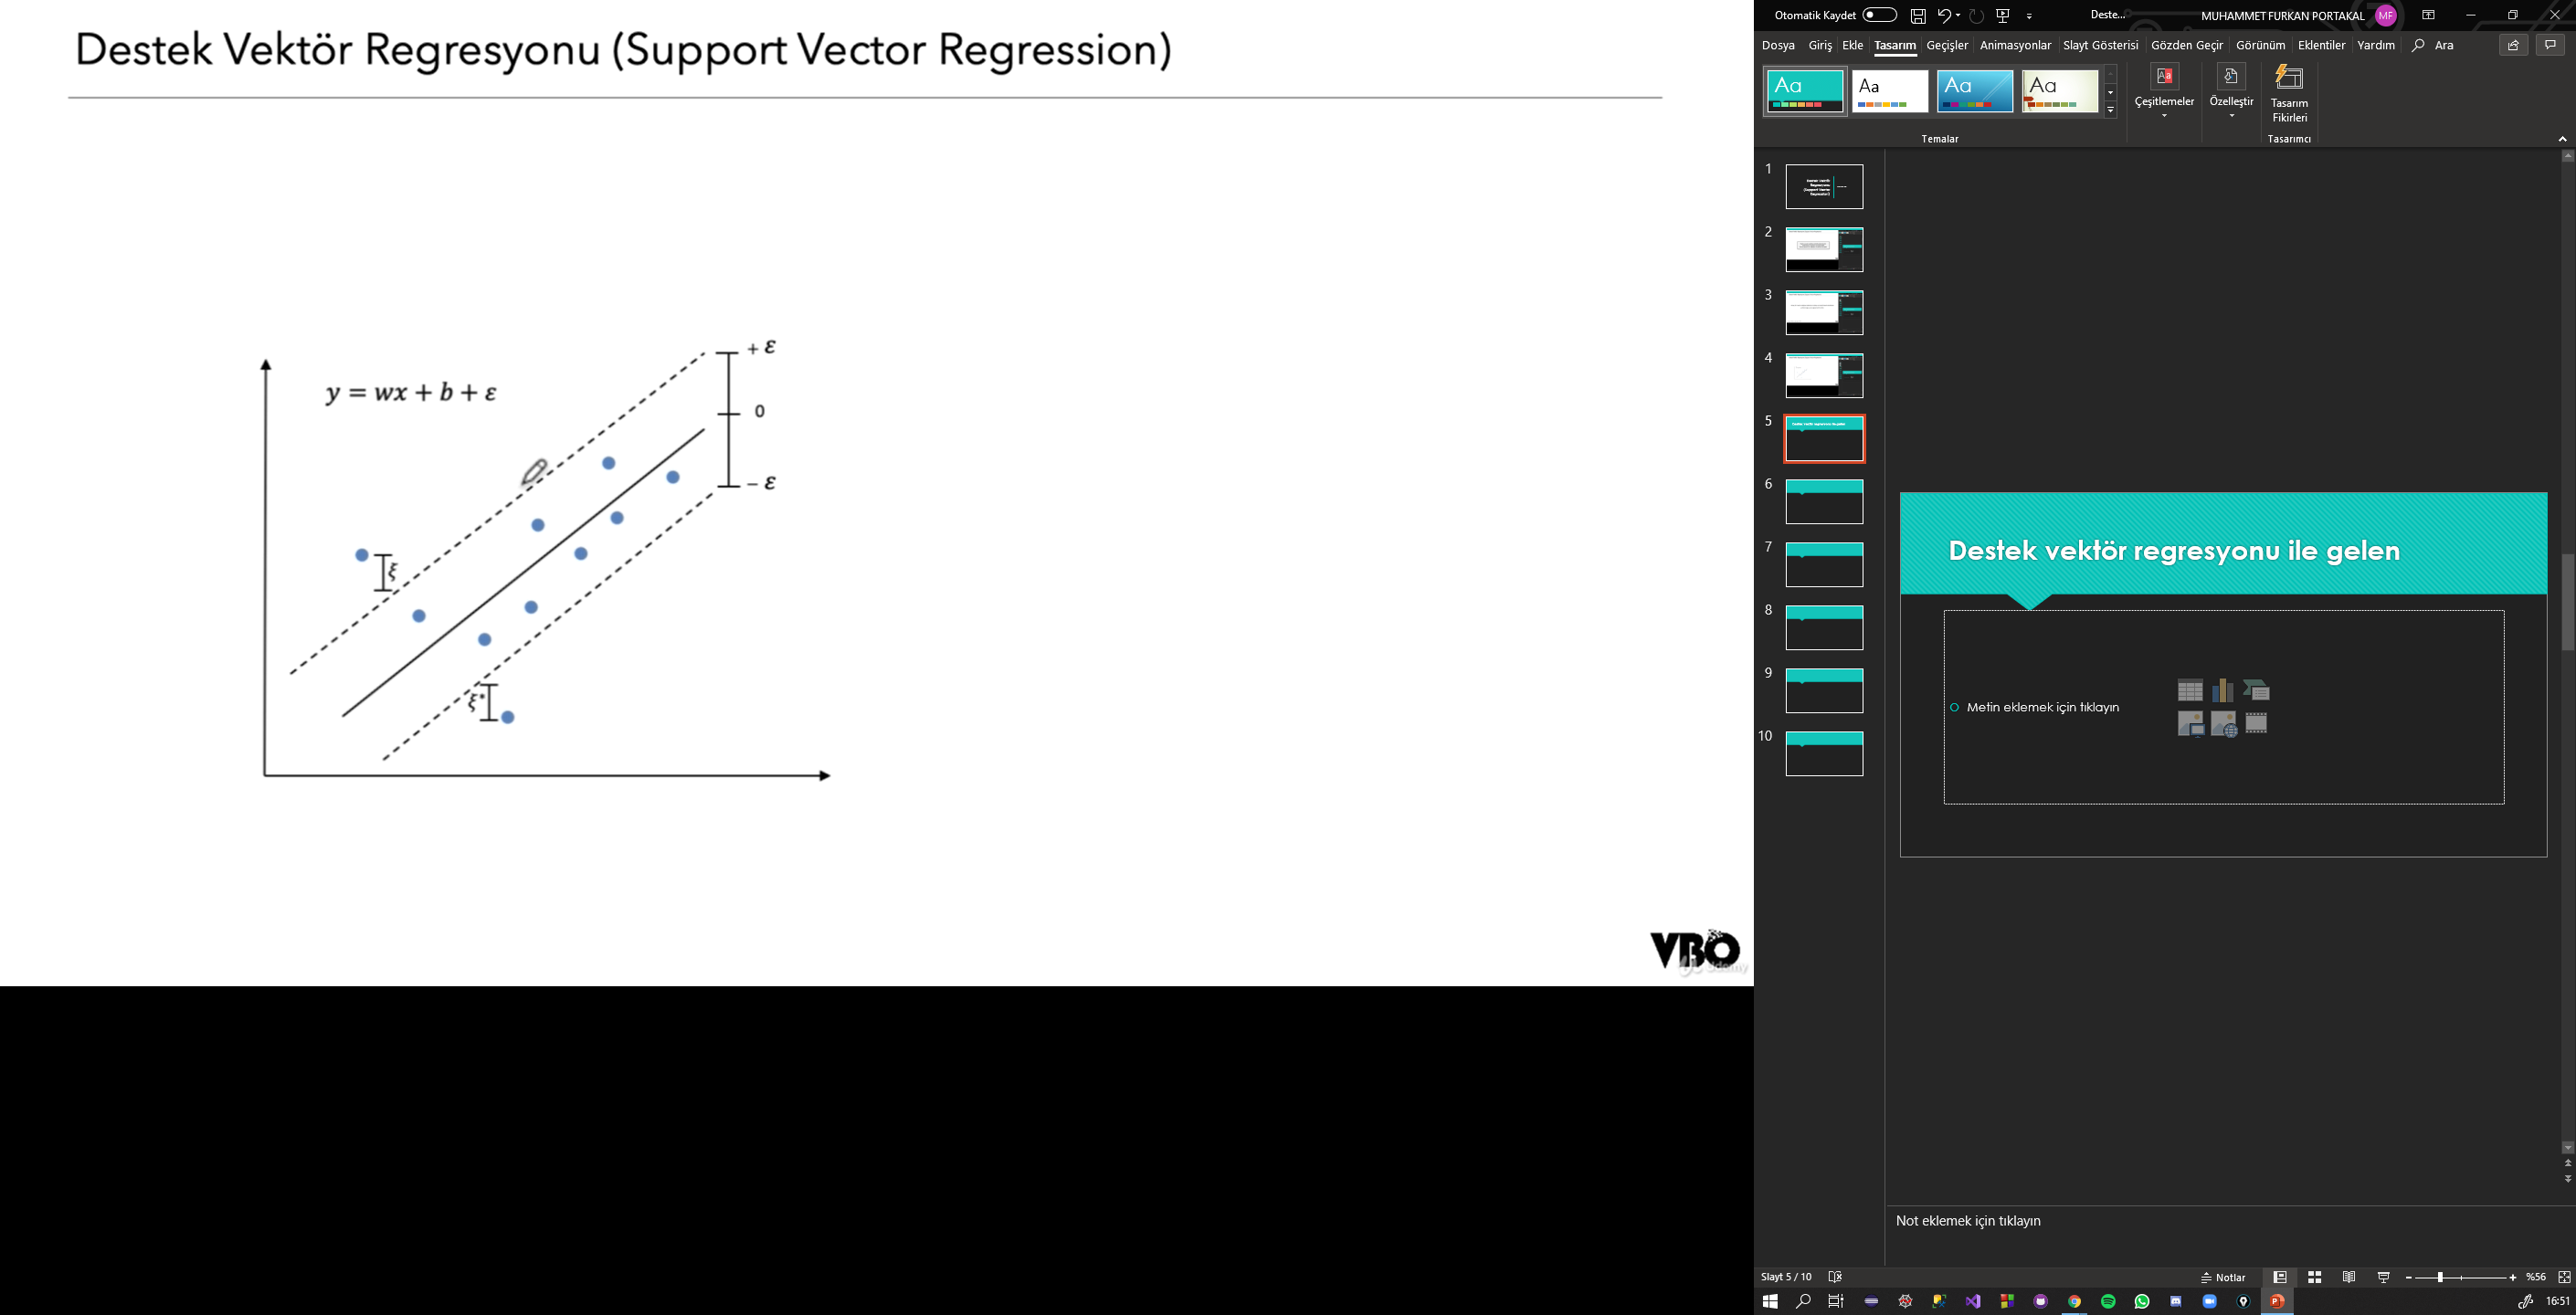 Destek Vektör Regresyonu (Support Vector Regression)
y = wx + b + ε
+ ε
0
− ε
ξ
ξ*
VBO
Udemy
Otomatik Kaydet
Deste...
MUHAMMET FURKAN PORTAKAL
MF
Dosya Giriş Ekle Tasarım Geçişler Animasyonlar Slayt Gösterisi Gözden Geçir Görünüm Eklentiler Yardım Ara
Aa Aa Aa Aa
Çeşitlemeler
Özelleştir
Tasarım
Fikirleri
Temalar
Tasarımcı
1
2
3
4
5
6
7
8
9
10
Destek vektör regresyonu ile gelen
Metin eklemek için tıklayın
Not eklemek için tıklayın
Slayt 5 / 10
Notlar
%56
16:51